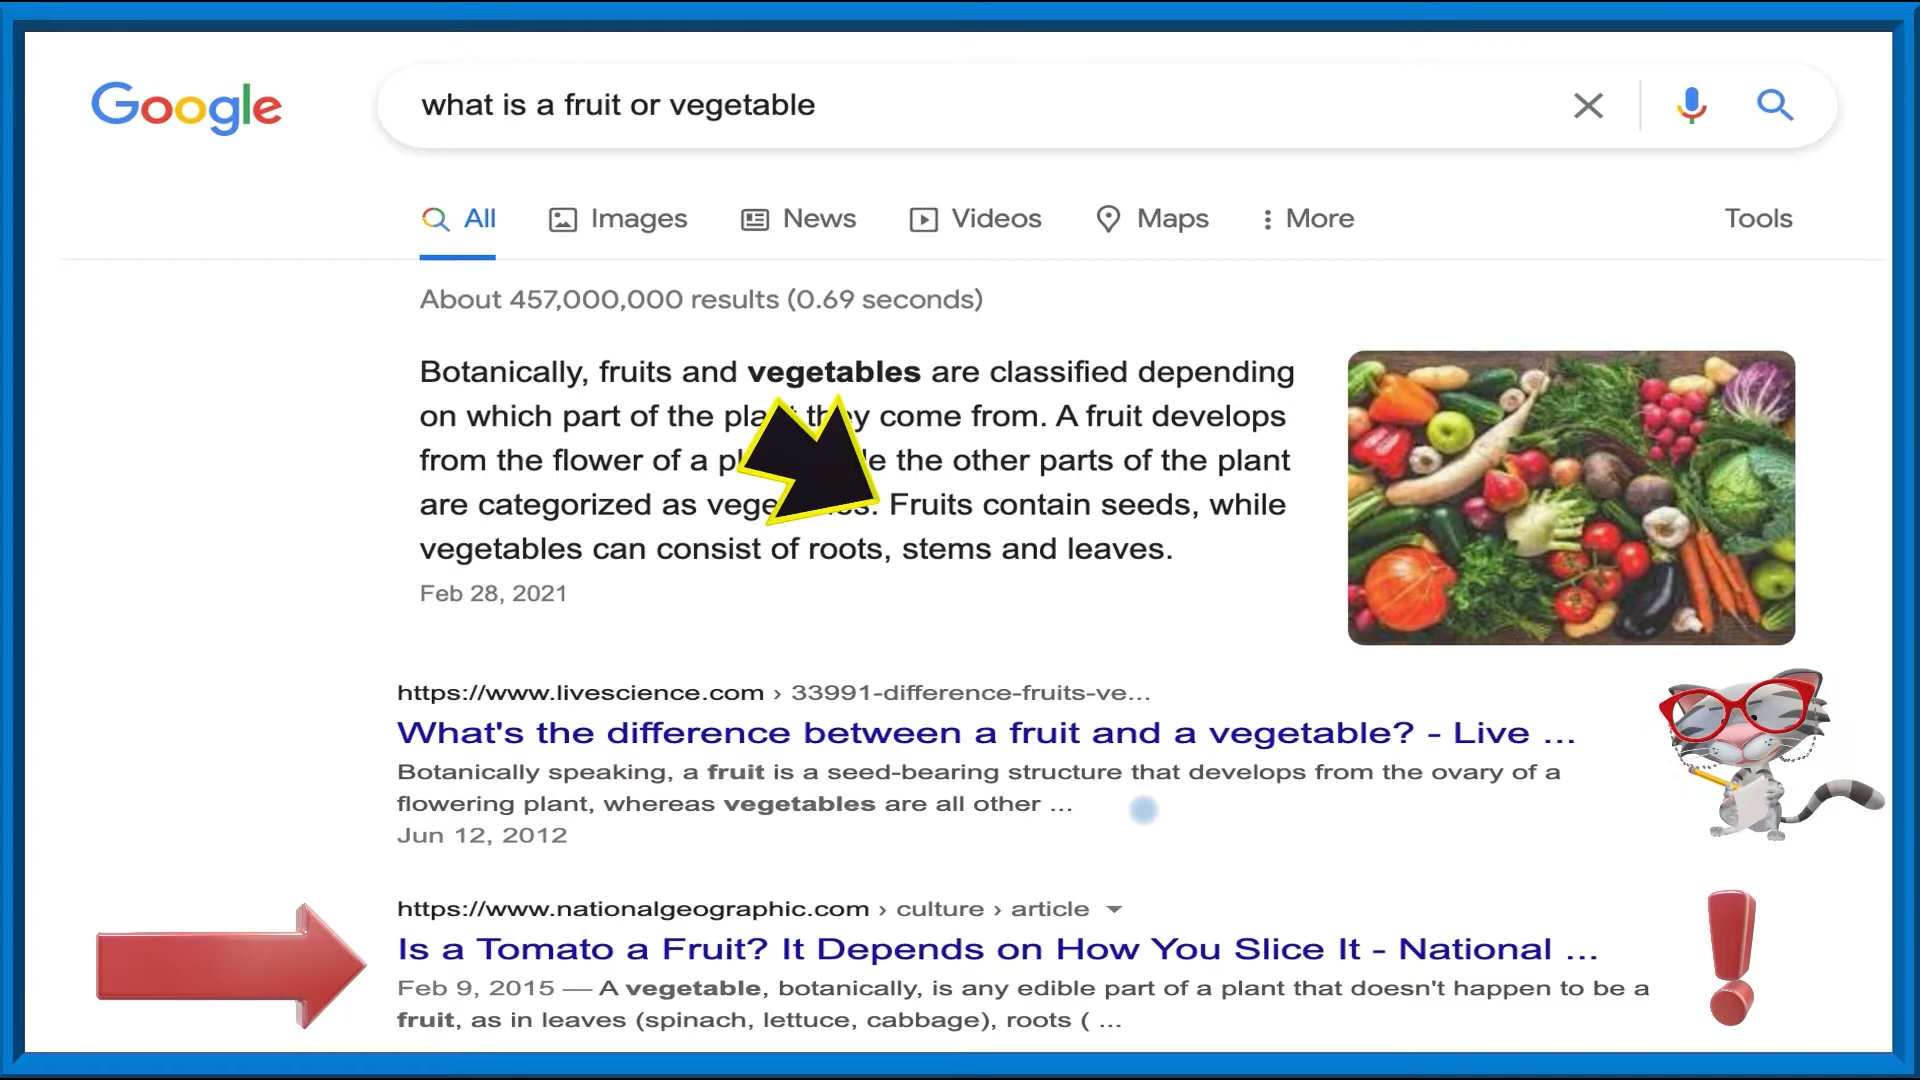 Google
what is a fruit or vegetable
All Images News Videos Maps More Tools
About 457,000,000 results (0.69 seconds)
Botanically, fruits and vegetables are classified depending
on which part of the they come from. A fruit develops
from the flower of a the other parts of the plant
are categorized as Fruits contain seeds, while
vegetables can consist of roots, stems and leaves.
Feb 28, 2021
https://www.livescience.com › 33991-difference-fruits-ve...
What's the difference between a fruit and a vegetable? - Live ...
Botanically speaking, a fruit is a seed-bearing structure that develops from the ovary of a
flowering plant, whereas vegetables are all other ...
Jun 12, 2012
https://www.nationalgeographic.com › culture › article
Is a Tomato a Fruit? It Depends on How You Slice It - National ...
Feb 9, 2015 — A vegetable, botanically, is any edible part of a plant that doesn't happen to be a
fruit, as in leaves (spinach, lettuce, cabbage), roots ( ...